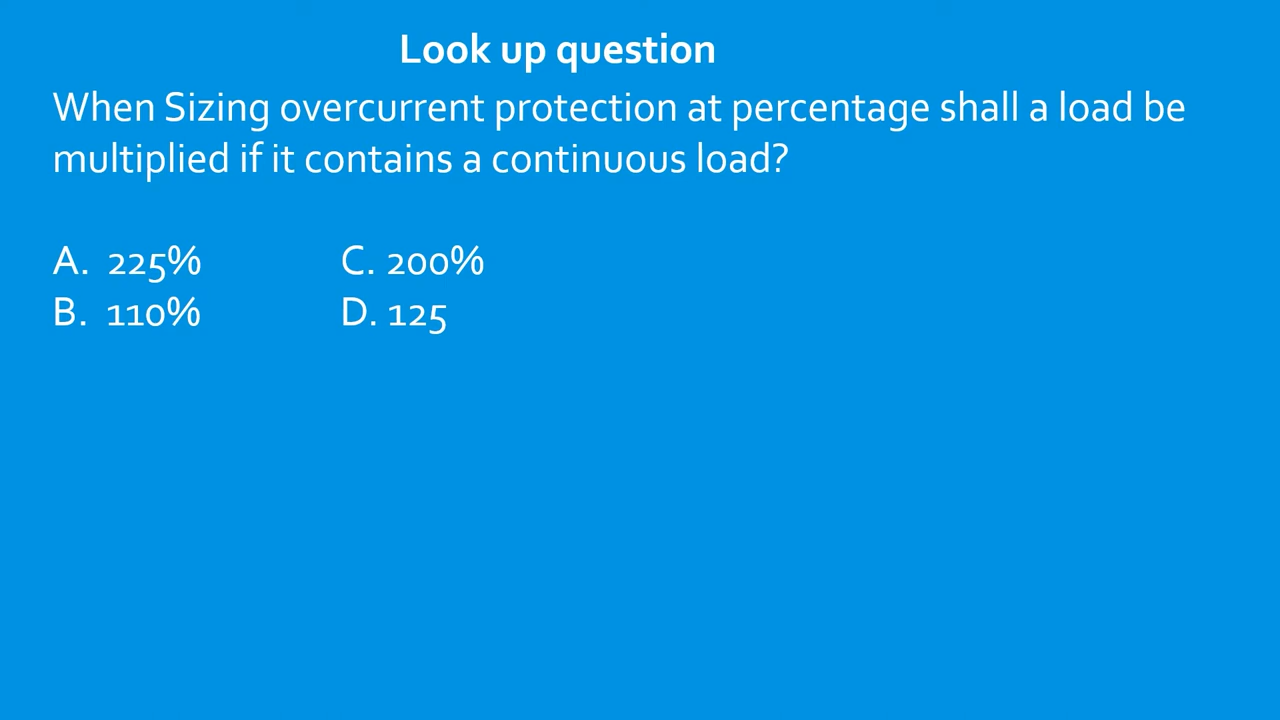 Look up question
When Sizing overcurrent protection at percentage shall a load be
multiplied if it contains a continuous load?
A. 225% C. 200%
B. 110% D. 125